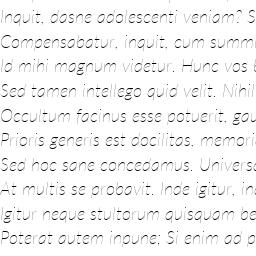 Inquit, dasne adolescenti veniam? S
Compensabatur, inquit, cum summi
Id mihi magnum videtur. Hunc vos
Sed tamen intellego quid velit. Nihil
Occultum facinus esse potuerit, gau
Prioris generis est docilitas, memori
Sed hoc sane concedamus. Universa
At multis se probavit. Inde igitur, in
Igitur neque stultorum quisquam be
Poterat autem inpune; Si enim ad p